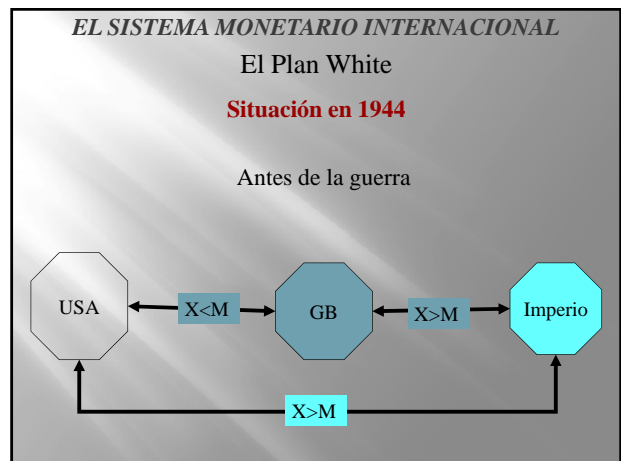 EL SISTEMA MONETARIO INTERNACIONAL
El Plan White
Situación en 1944
Antes de la guerra
USA
X<M
GB
X>M
Imperio
X>M